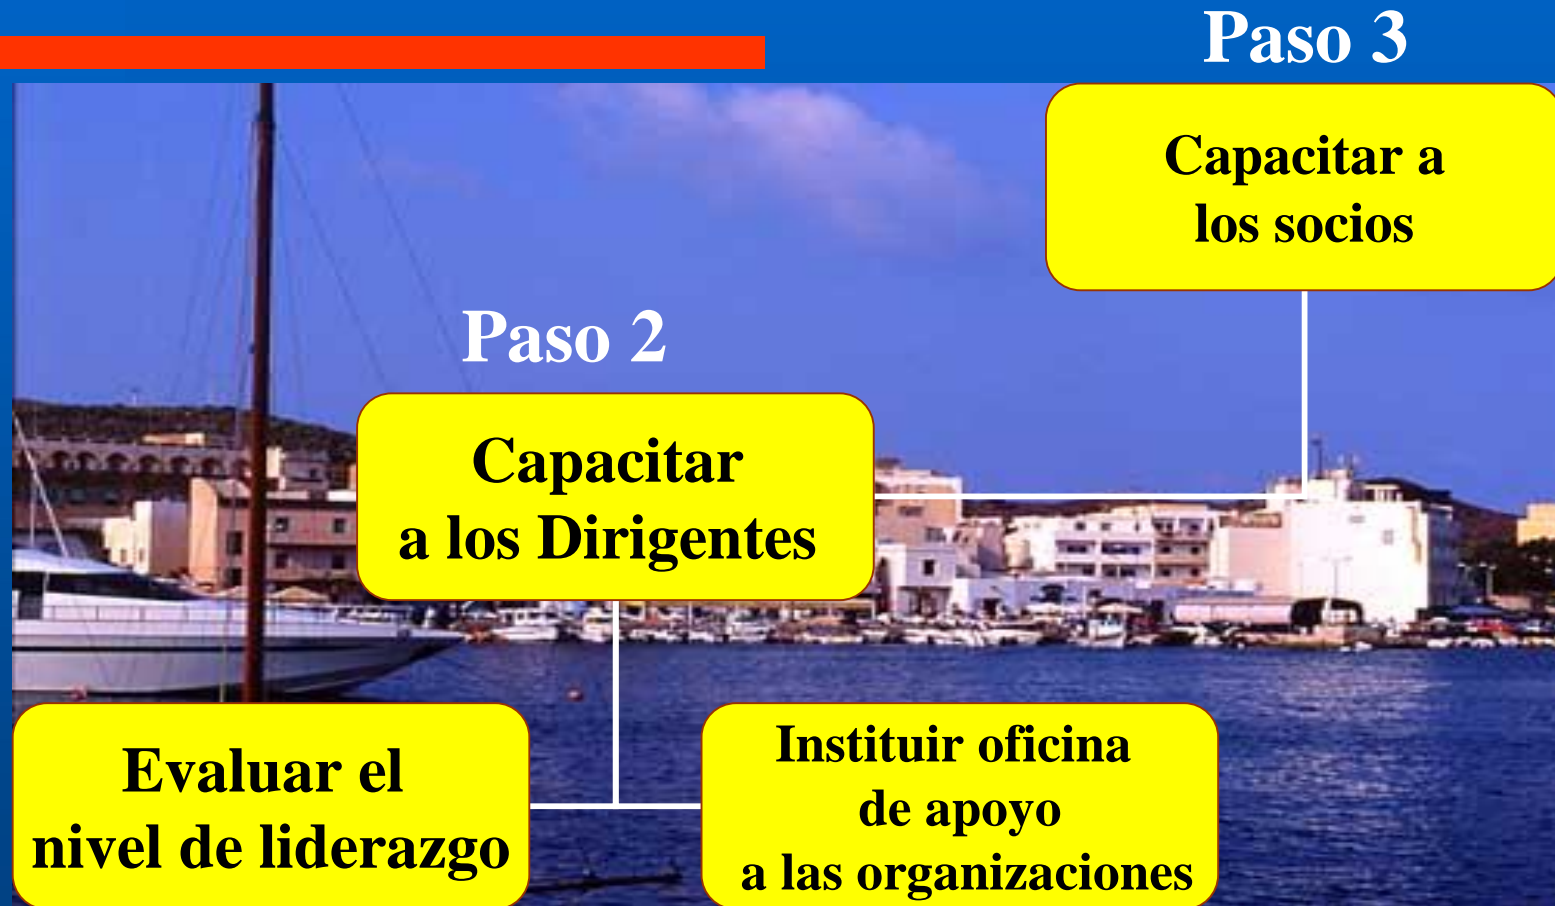 Paso 3
Capacitar a
los socios
Paso 2
Capacitar
a los Dirigentes
Evaluar el
nivel de liderazgo
Instituir oficina
de apoyo
a las organizaciones